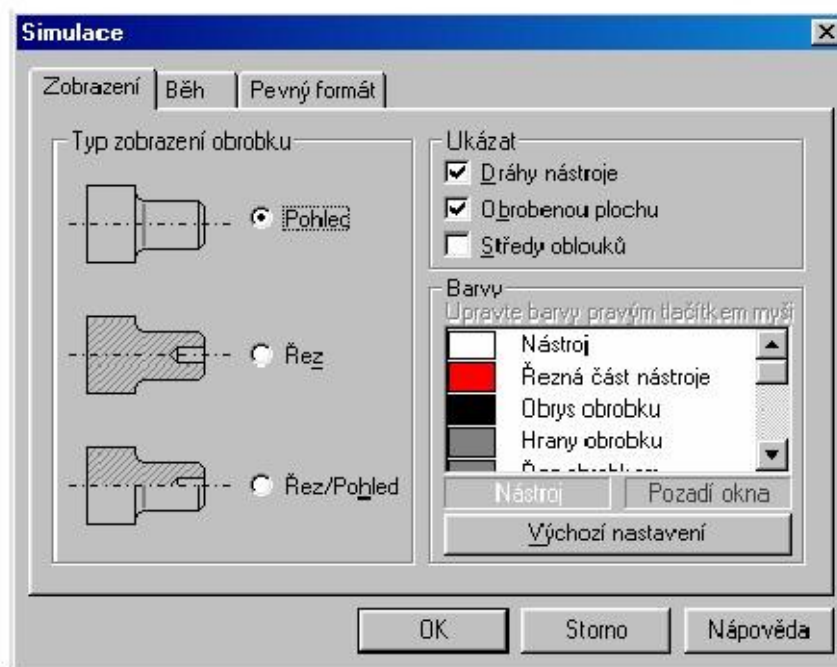 Simulace
Zobrazení
Běh
Pevný formát
Typ zobrazení obrobku
Pohled
Řez
Řez/Pohled
Ukázat
Dráhy nástroje
Obrobenou plochu
Středy oblouků
Barvy
Upravte barvy pravým tlačítkem myši
Nástroj
Řezná část nástroje
Obrys obrobku
Hrany obrobku
Nástroj
Pozadí okna
Výchozí nastavení
OK
Storno
Nápověda